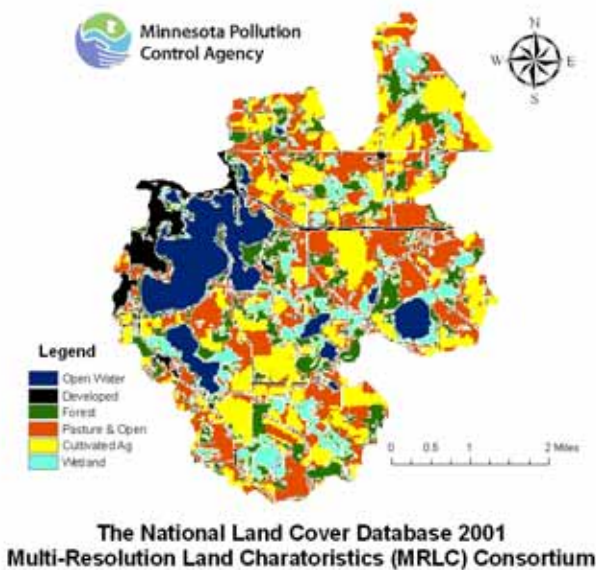 Minnesota Pollution
Control Agency
N
W E
S
Legend
Open Water
Developed
Forest
Pasture & Open
Cultivated Ag
Wetland
0 0.5 1 2 Miles
The National Land Cover Database 2001
Multi-Resolution Land Charatoristics (MRLC) Consortium